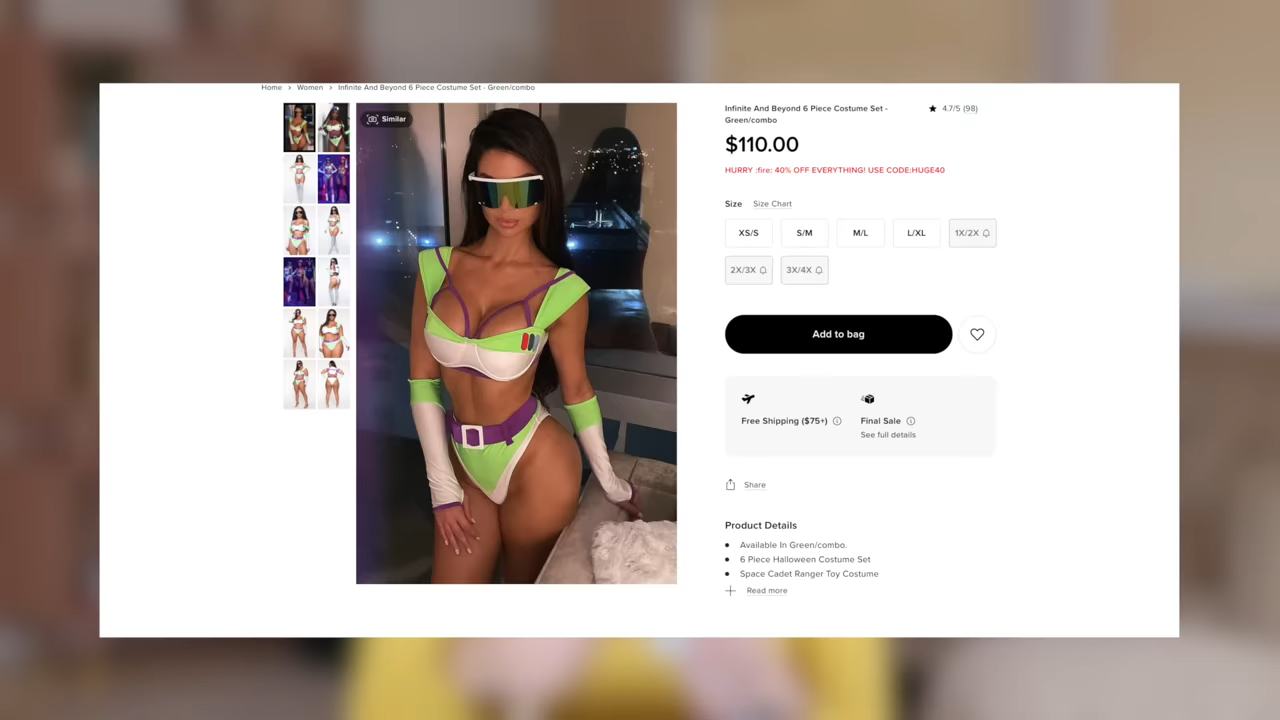 Home > Women > Infinite And Beyond 6 Piece Costume Set - Green/combo
Similar
Infinite And Beyond 6 Piece Costume Set -
Green/combo
4.7/5 (98)
$110.00
HURRY :fire: 40% OFF EVERYTHING! USE CODE:HUGE40
Size Size Chart
XS/S S/M M/L L/XL 1X/2X
2X/3X 3X/4X
Add to bag
Free Shipping ($75+) Final Sale
See full details
Share
Product Details
Available In Green/combo.
6 Piece Halloween Costume Set
Space Cadet Ranger Toy Costume
Read more